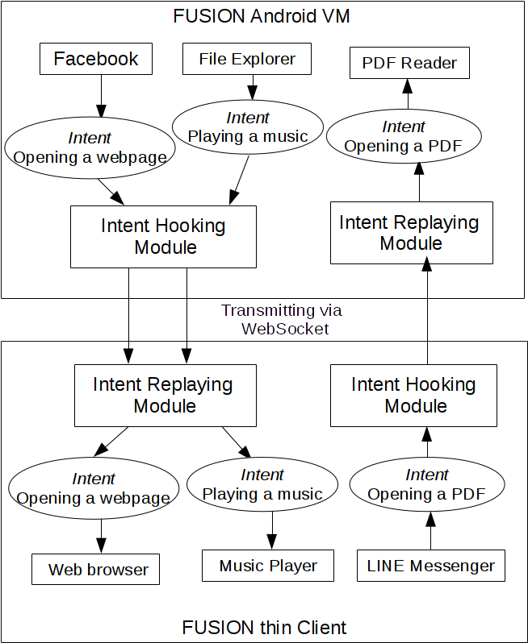 FUSION Android VM
Facebook
File Explorer
PDF Reader
Intent
Opening a webpage
Intent
Playing a music
Intent
Opening a PDF
Intent Hooking
Module
Intent Replaying
Module
Transmitting via
WebSocket
Intent Replaying
Module
Intent Hooking
Module
Intent
Opening a webpage
Intent
Playing a music
Intent
Opening a PDF
Web browser
Music Player
LINE Messenger
FUSION thin Client